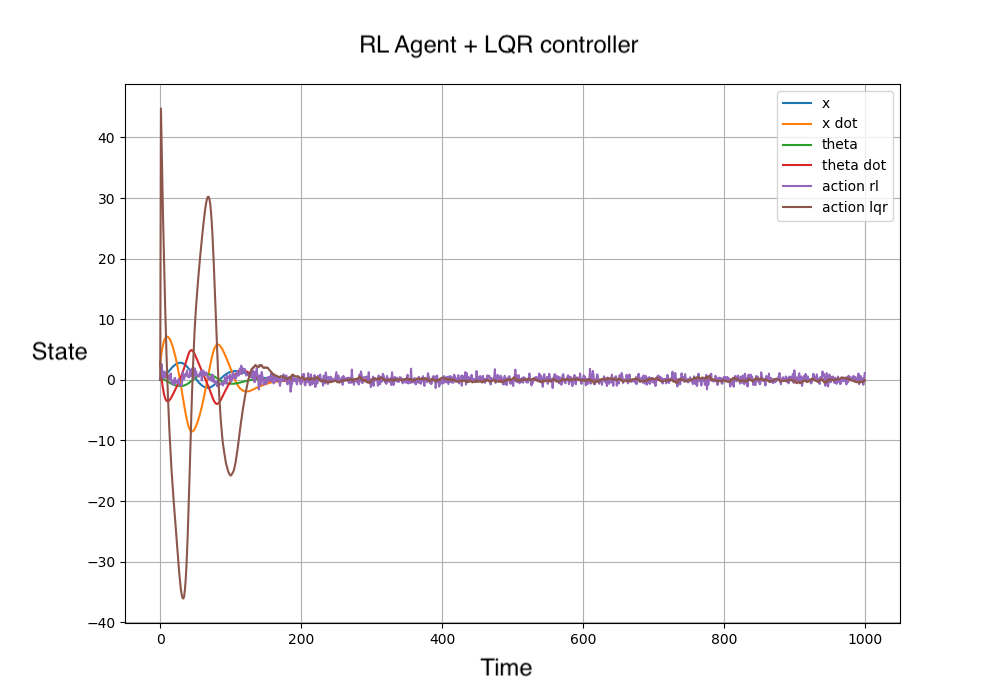 RL Agent + LQR controller
x
x dot
theta
theta dot
action rl
action lqr
40
30
20
10
0
−10
−20
−30
−40
State
0 200 400 600 800 1000
Time